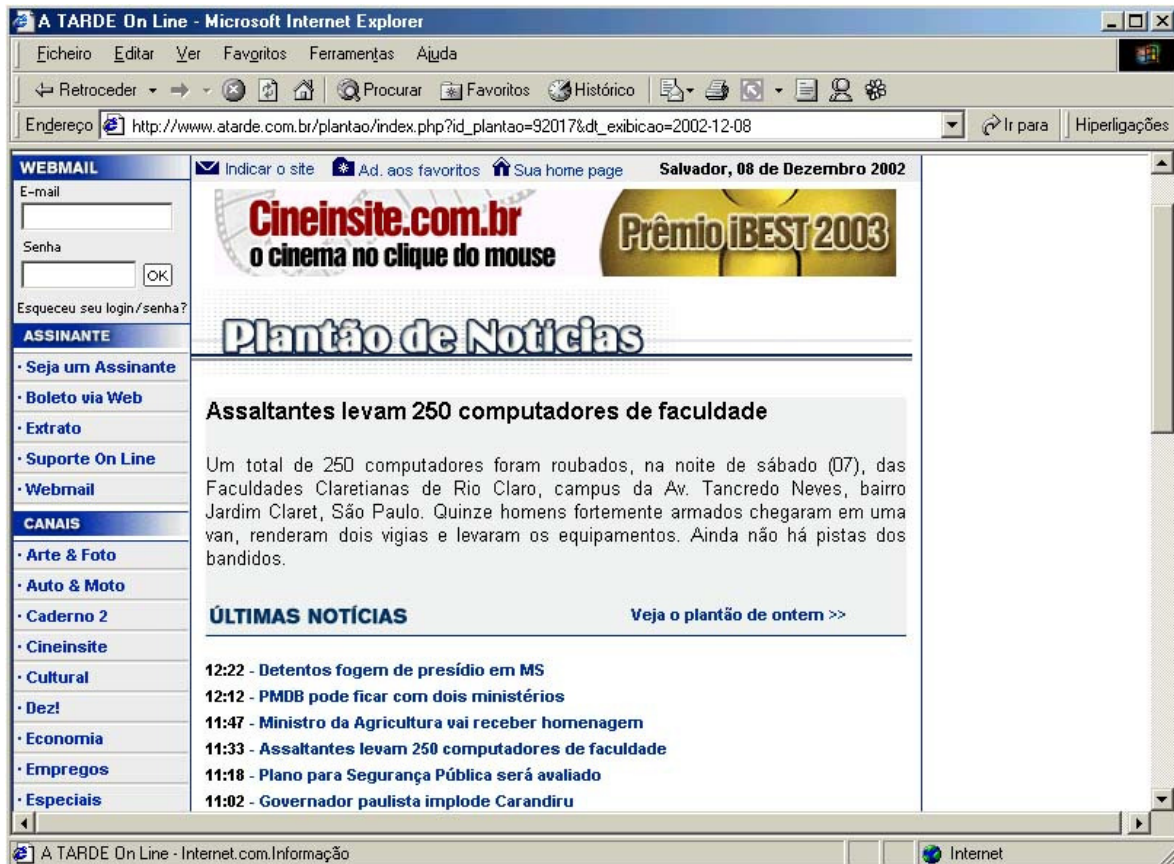 A TARDE On Line - Microsoft Internet Explorer
Ficheiro Editar Ver Favoritos Ferramentas Ajuda
Retroceder Procurar Favoritos Histórico
Endereço http://www.atarde.com.br/plantao/index.php?id_plantao=92017&dt_exibicao=2002-12-08 Ir para Hiperligações
WEBMAIL
E-mail
Senha
OK
Esqueceu seu login/senha?
ASSINANTE
· Seja um Assinante
· Boleto via Web
· Extrato
· Suporte On Line
· Webmail
CANAIS
· Arte & Foto
· Auto & Moto
· Caderno 2
· Cineinsite
· Cultural
· Dez!
· Economia
· Empregos
· Especiais
Indicar o site Ad. aos favoritos Sua home page Salvador, 08 de Dezembro 2002
Cineinsite.com.br
o cinema no clique do mouse
Prêmio iBEST 2003
Plantão de Notícias
Assaltantes levam 250 computadores de faculdade
Um total de 250 computadores foram roubados, na noite de sábado (07), das
Faculdades Claretianas de Rio Claro, campus da Av. Tancredo Neves, bairro
Jardim Claret, São Paulo. Quinze homens fortemente armados chegaram em uma
van, renderam dois vigias e levaram os equipamentos. Ainda não há pistas dos
bandidos.
ÚLTIMAS NOTÍCIAS Veja o plantão de ontem >>
12:22 - Detentos fogem de presídio em MS
12:12 - PMDB pode ficar com dois ministérios
11:47 - Ministro da Agricultura vai receber homenagem
11:33 - Assaltantes levam 250 computadores de faculdade
11:18 - Plano para Segurança Pública será avaliado
11:02 - Governador paulista implode Carandiru
A TARDE On Line - Internet.com.Informação Internet